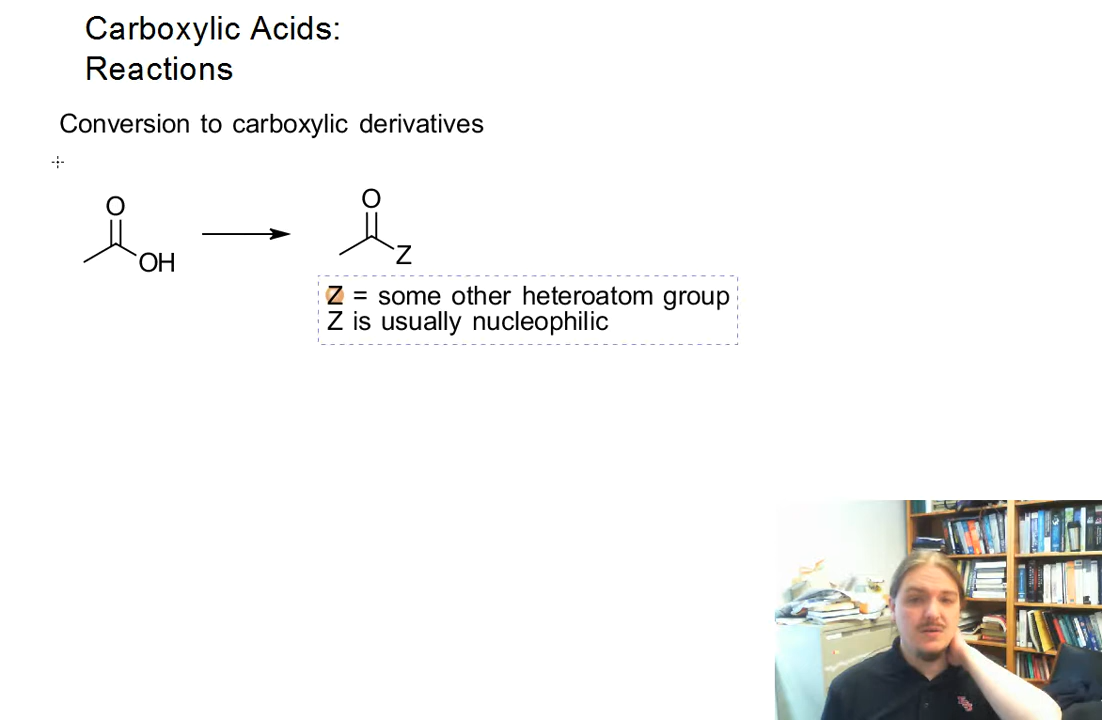 Carboxylic Acids:
Reactions
Conversion to carboxylic derivatives
O
OH
O
Z
Z = some other heteroatom group
Z is usually nucleophilic